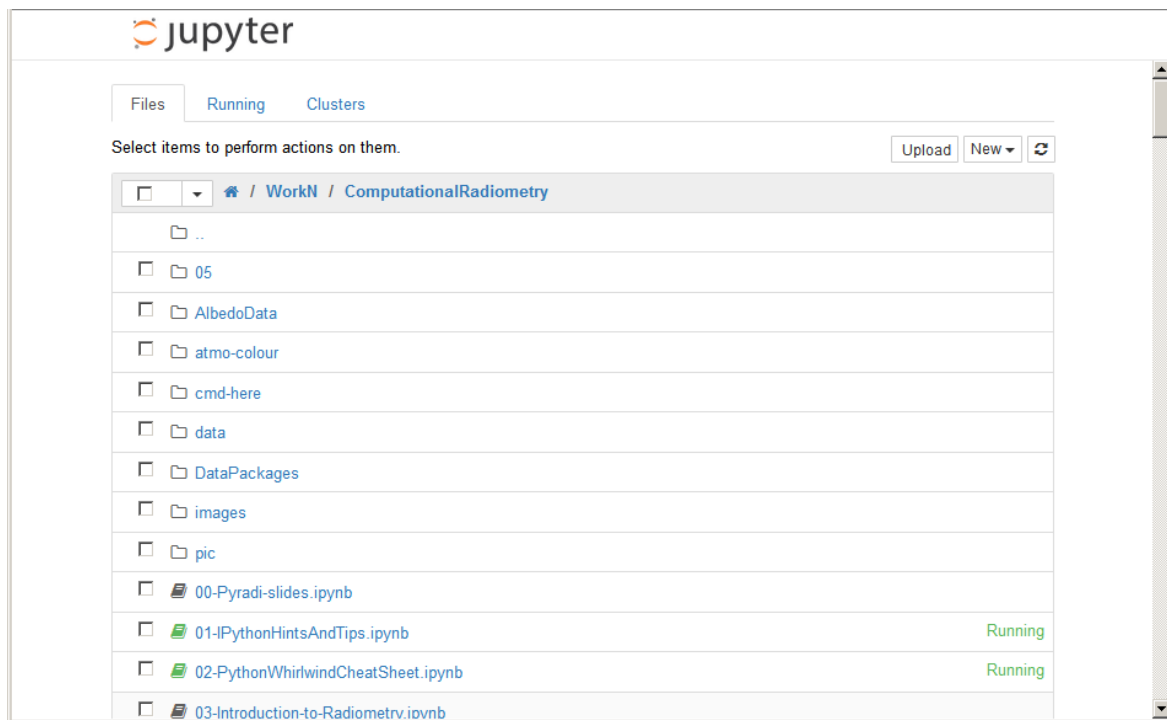 jupyter
Files Running Clusters
Select items to perform actions on them. Upload New
/ WorkN / ComputationalRadiometry
..
05
AlbedoData
atmo-colour
cmd-here
data
DataPackages
images
pic
00-Pyradi-slides.ipynb
01-IPythonHintsAndTips.ipynb Running
02-PythonWhirlwindCheatSheet.ipynb Running
03-Introduction-to-Radiometry.ipynb